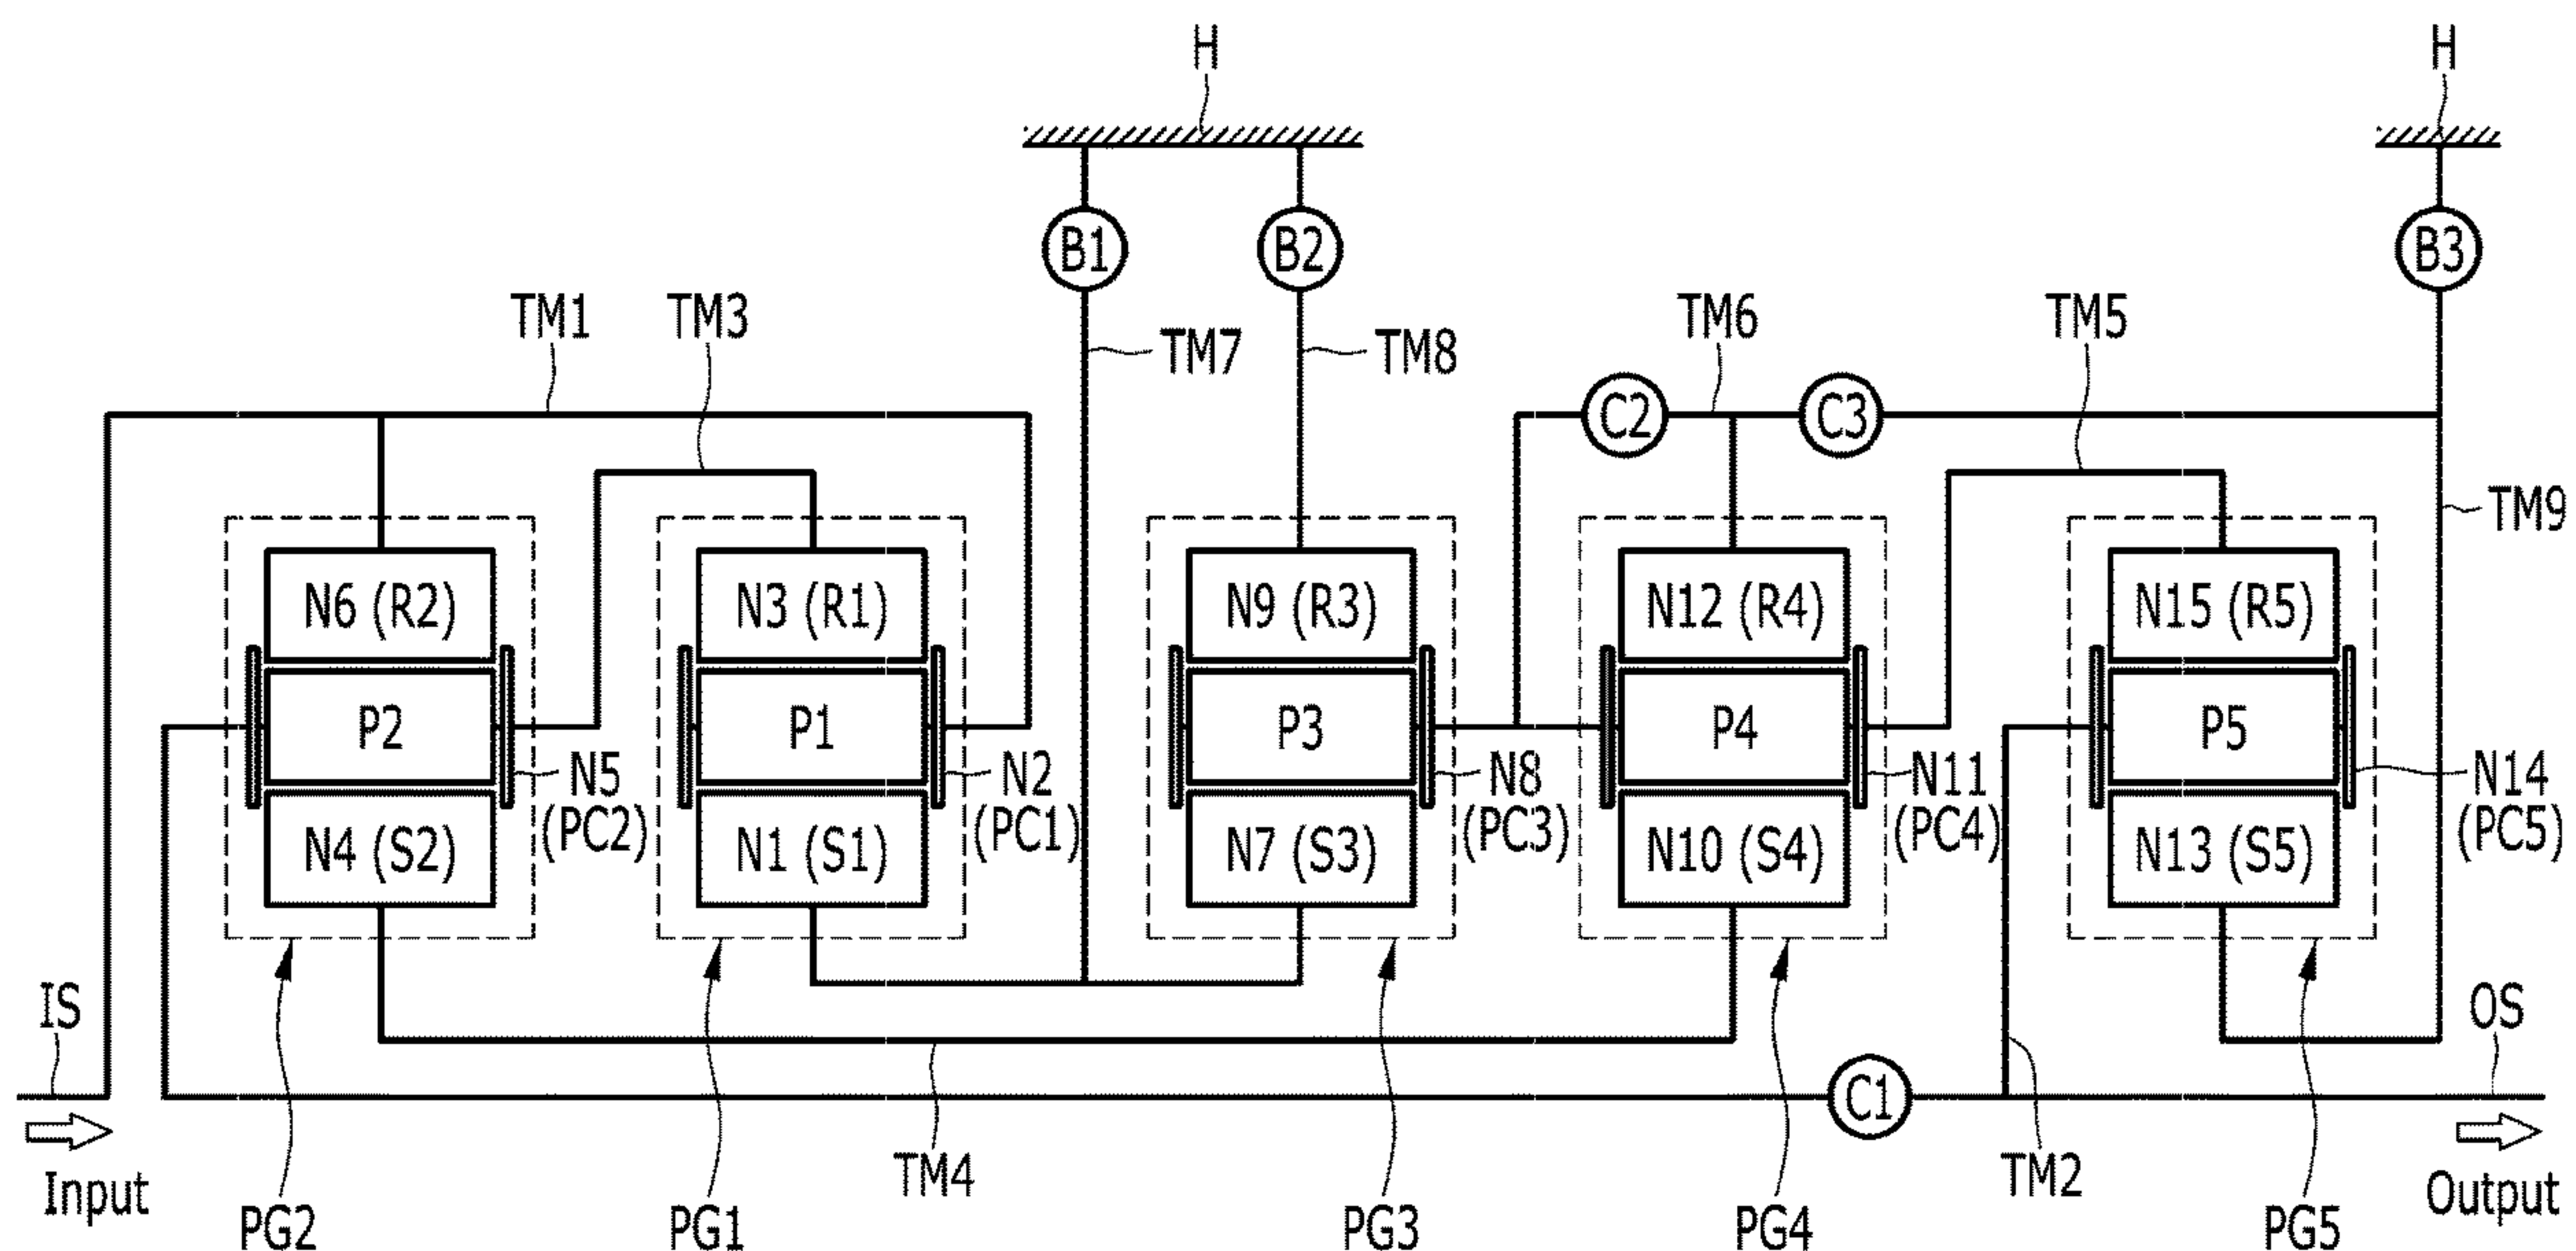 H
H
B1
B2
B3
TM1
TM3
TM7
TM8
TM6
TM5
C2
C3
TM9
N6 (R2)
N3 (R1)
N9 (R3)
N12 (R4)
N15 (R5)
P2
P1
P3
P4
P5
N5
(PC2)
N2
(PC1)
N8
(PC3)
N11
(PC4)
N14
(PC5)
N4 (S2)
N1 (S1)
N7 (S3)
N10 (S4)
N13 (S5)
IS
OS
C1
Input
TM4
TM2
Output
PG2
PG1
PG3
PG4
PG5